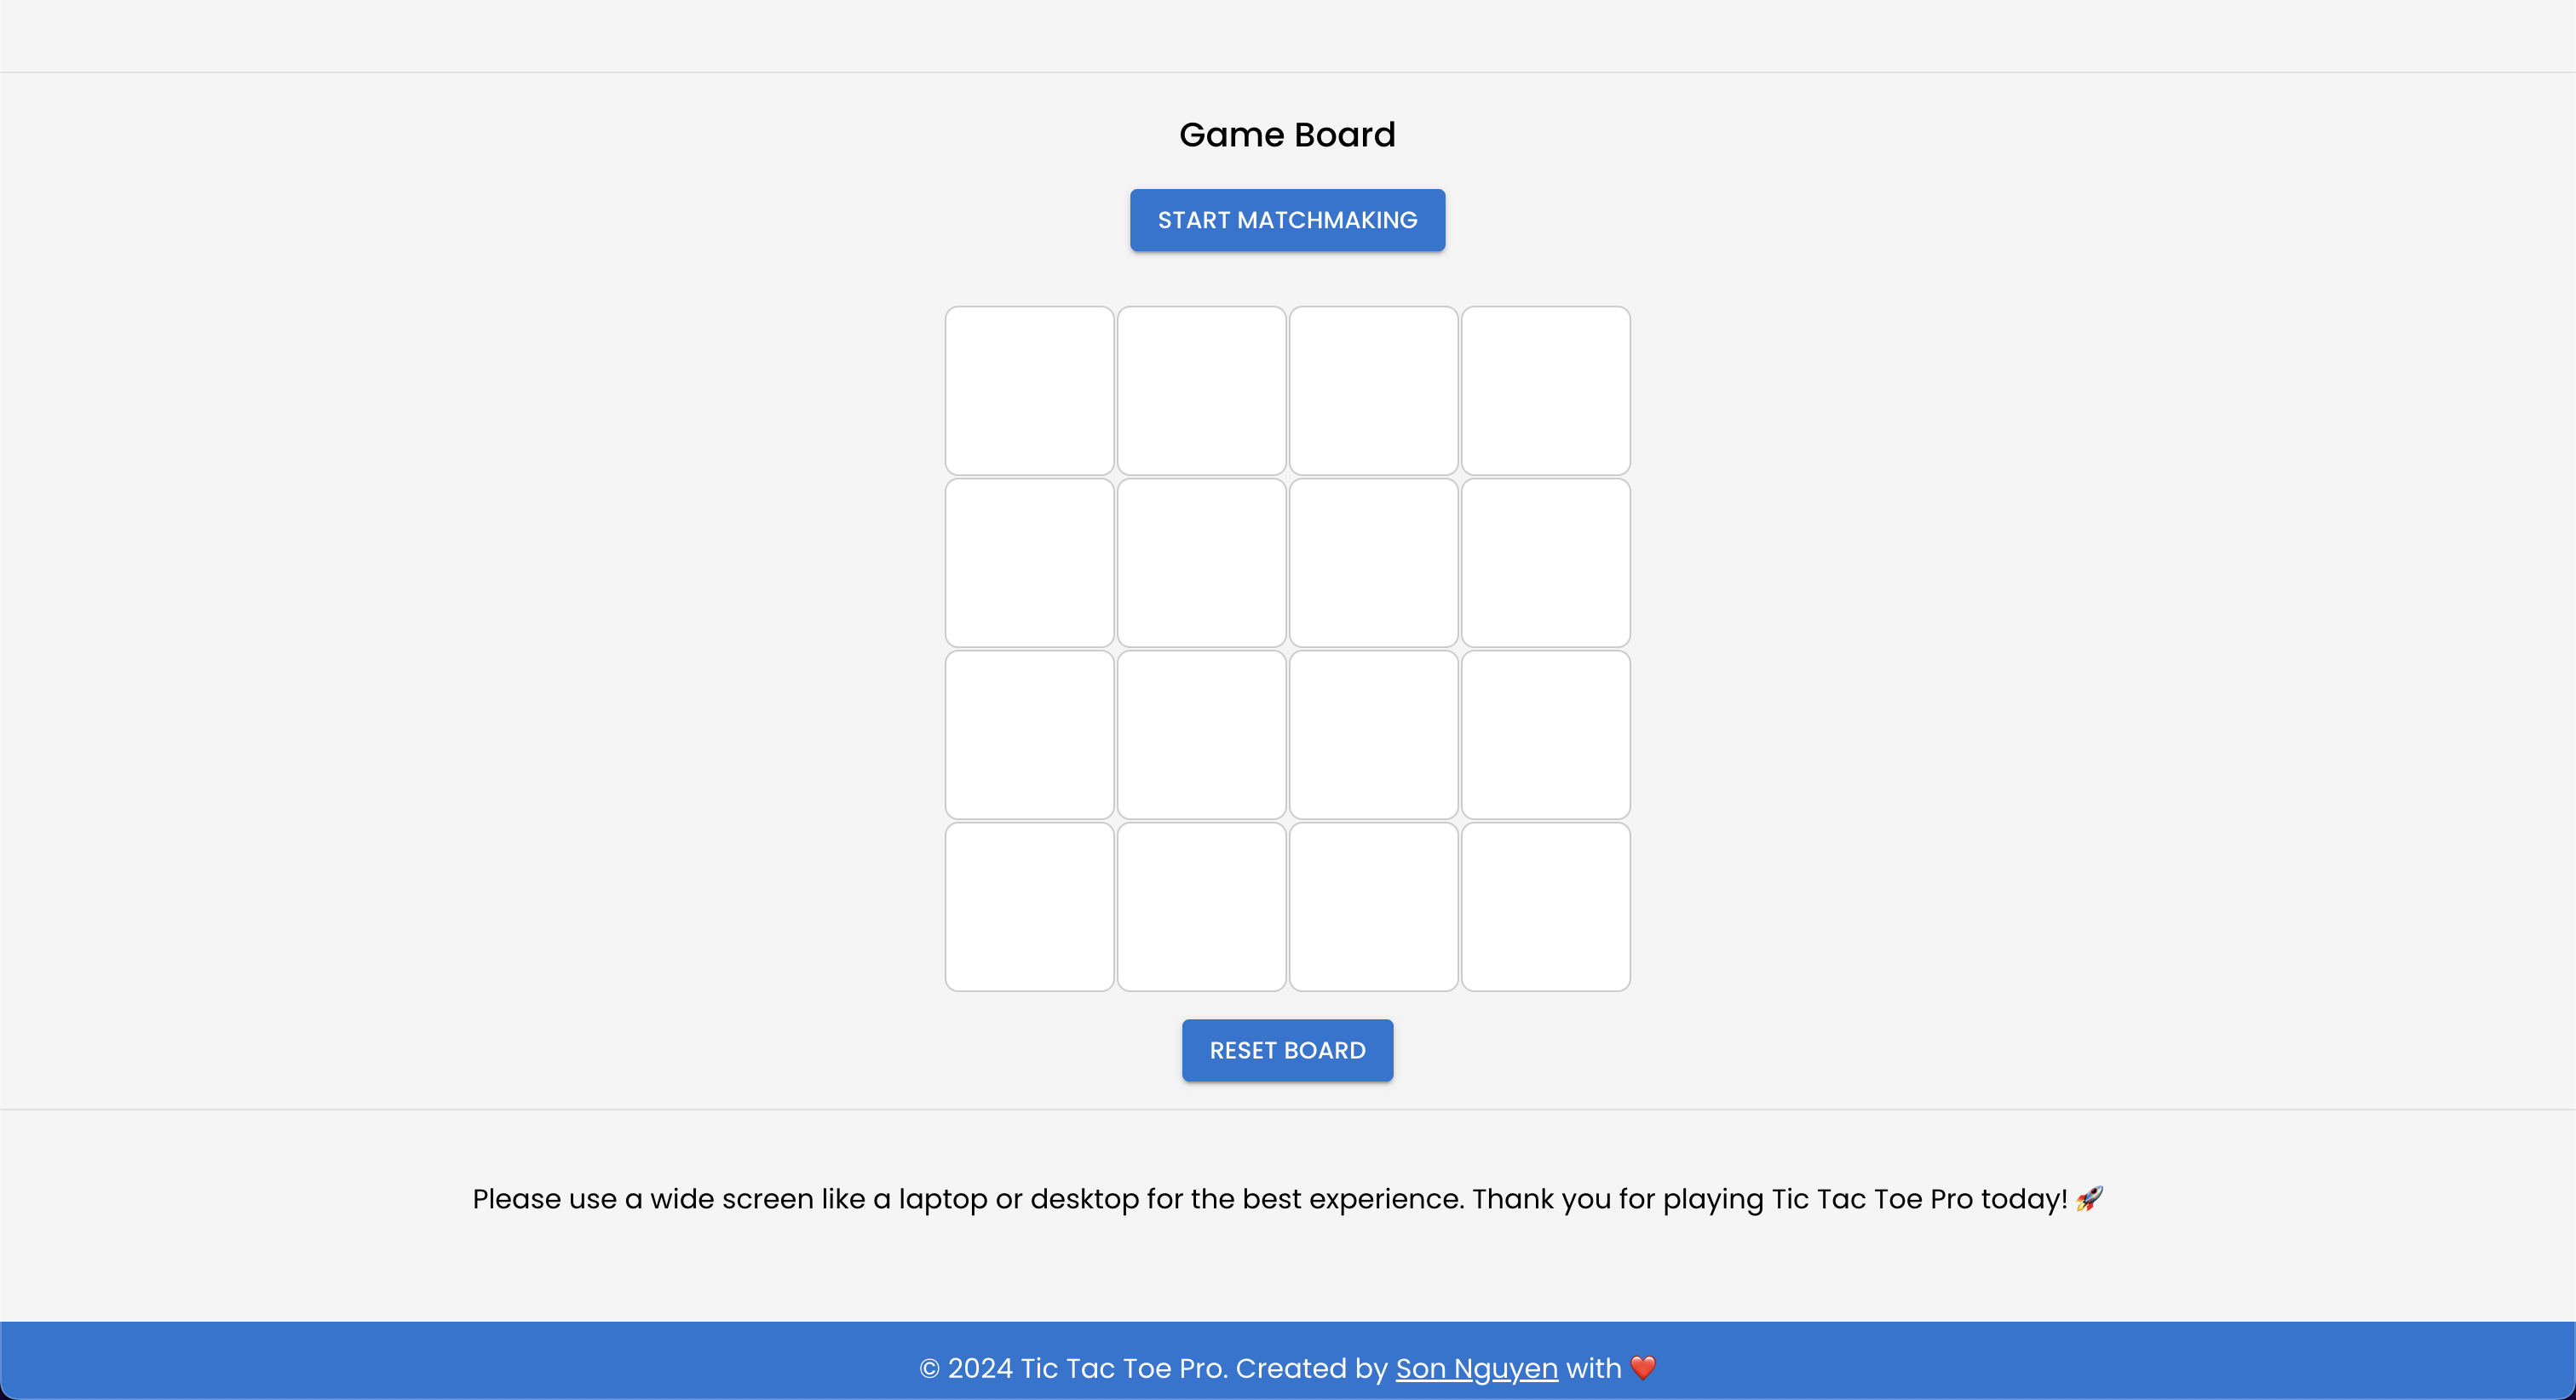 Game Board
START MATCHMAKING
RESET BOARD
Please use a wide screen like a laptop or desktop for the best experience. Thank you for playing Tic Tac Toe Pro today! 🚀
© 2024 Tic Tac Toe Pro. Created by Son Nguyen with ❤️